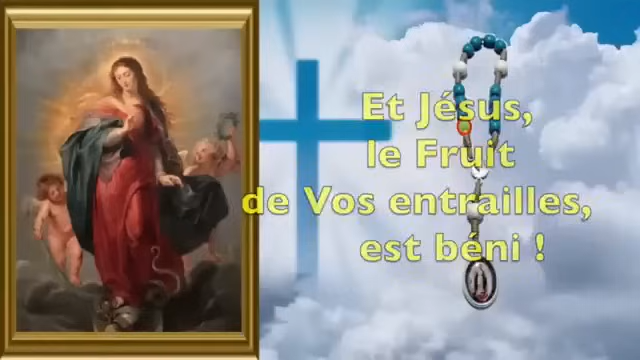 Et Jésus,
le Fruit
de Vos entrailles,
est béni !